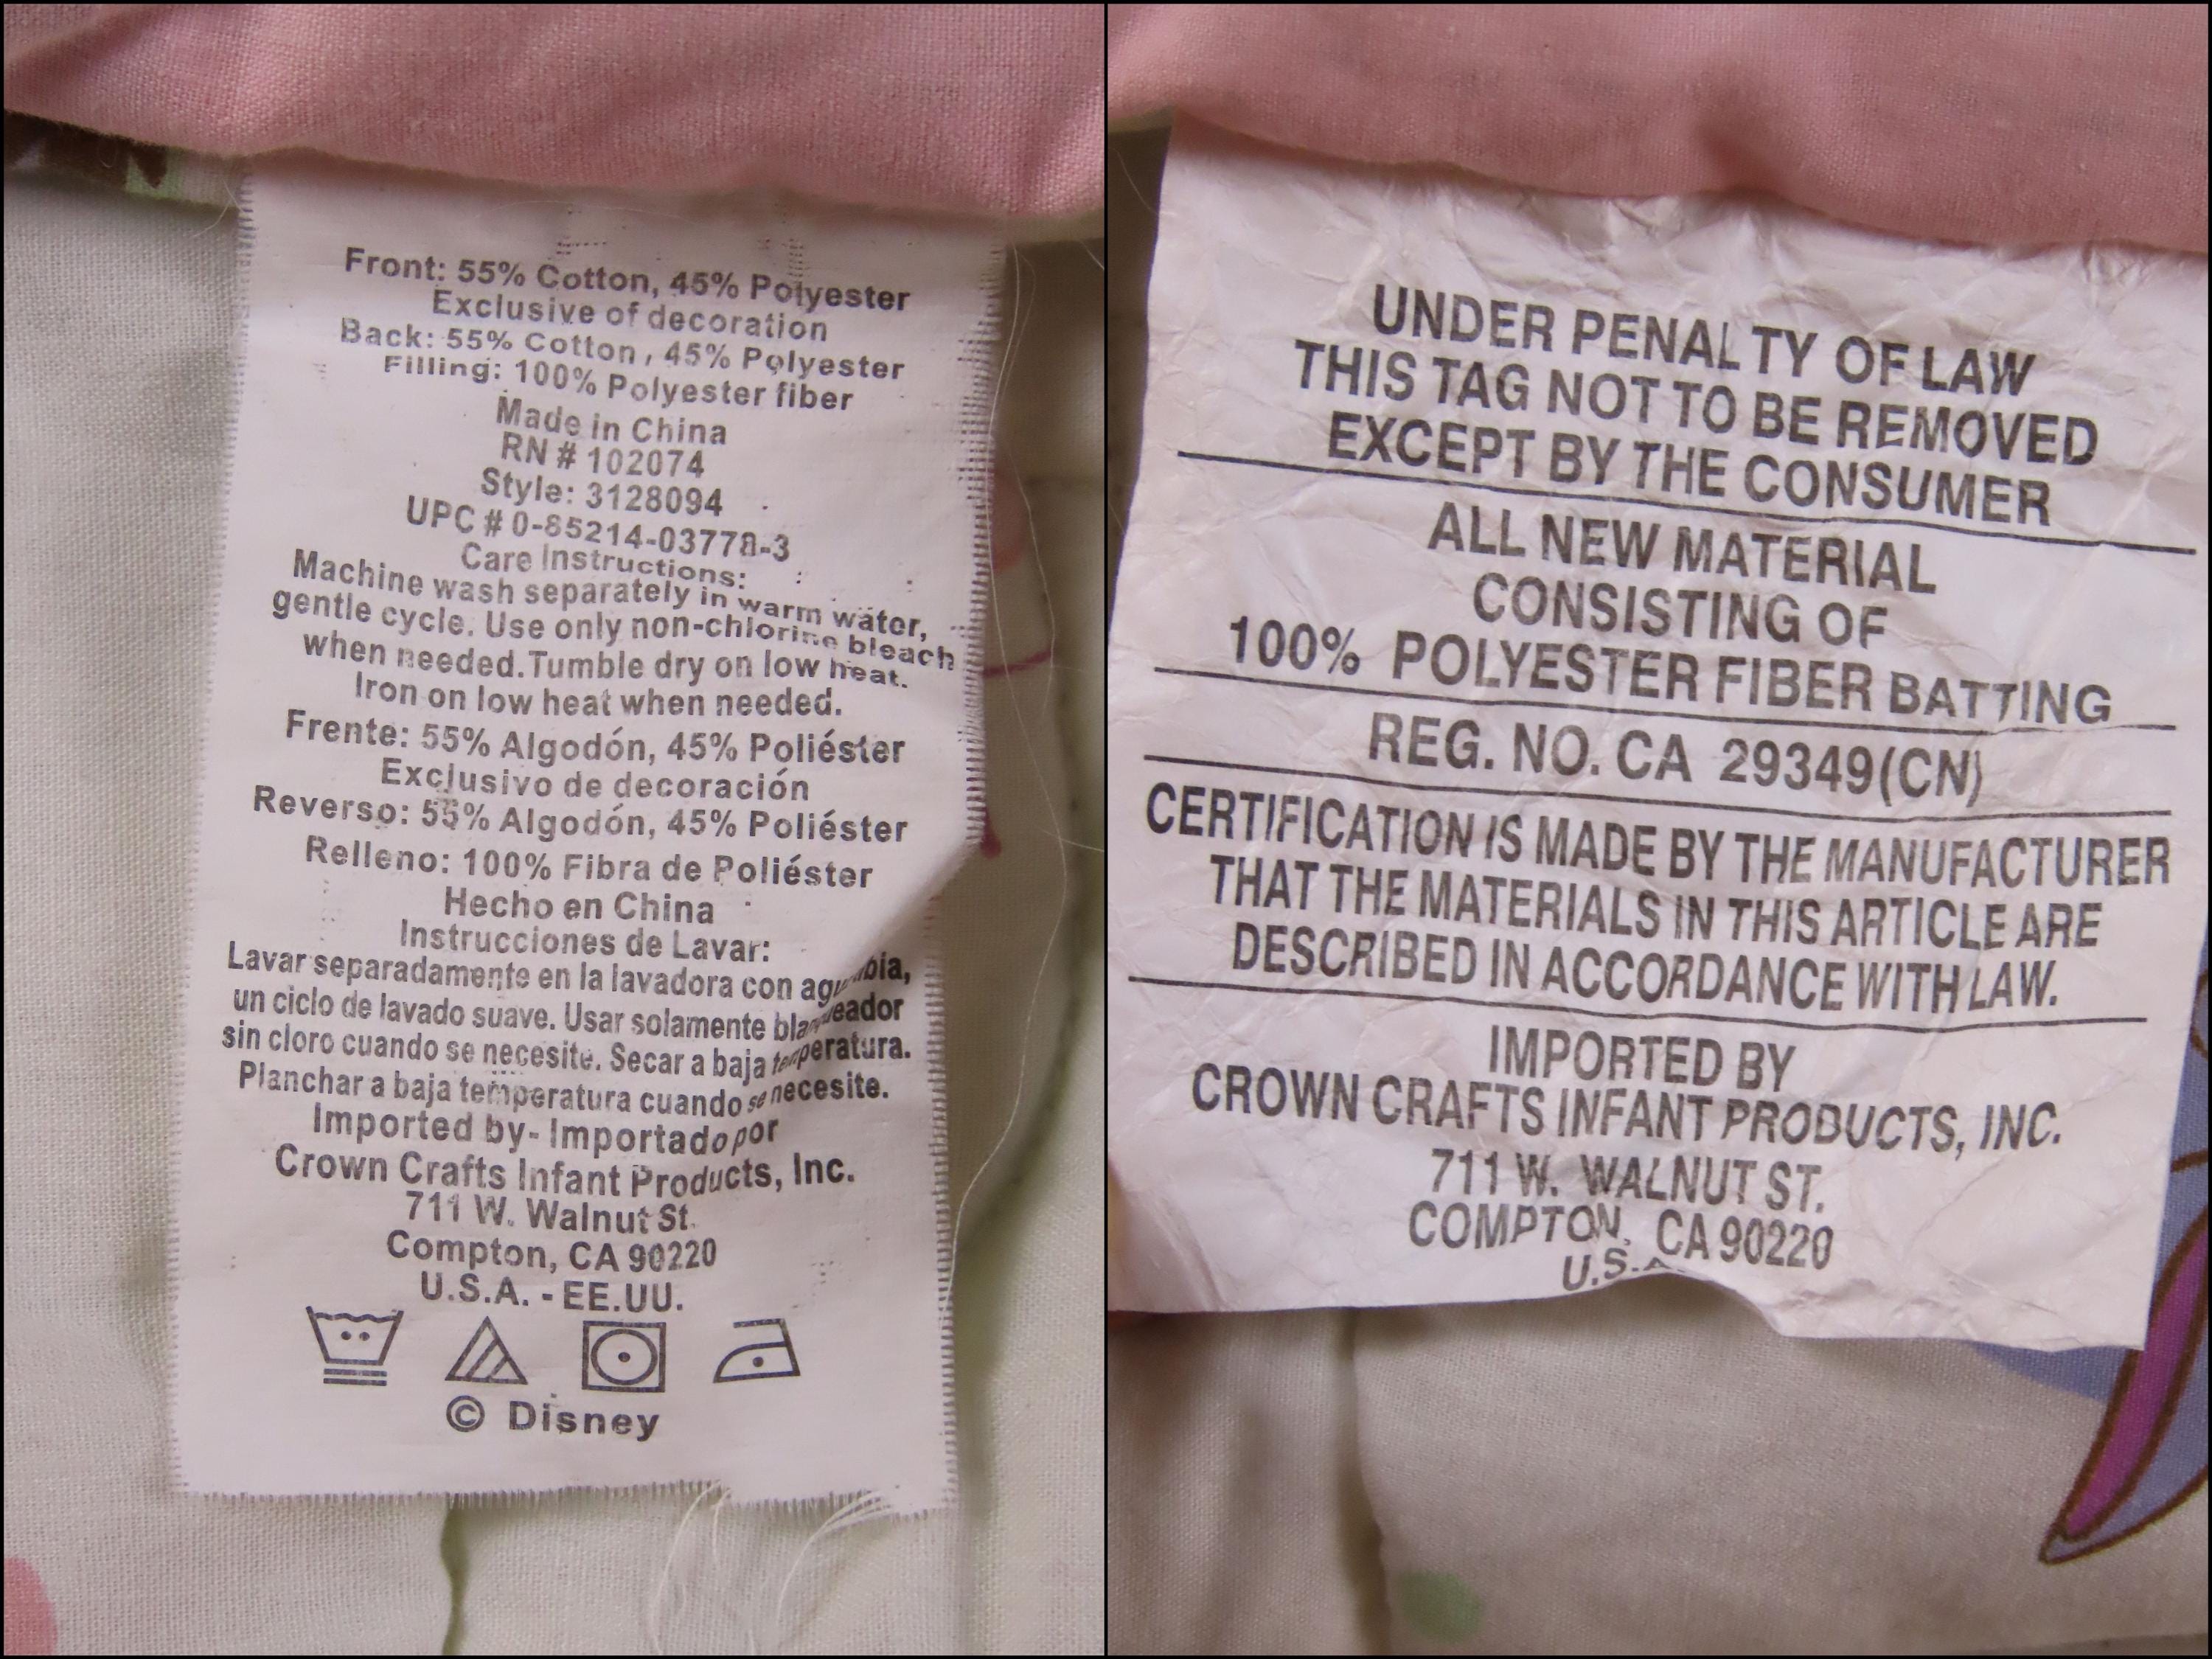 Front: 55% Cotton, 45% Polyester
Exclusive of decoration
Back: 55% Cotton, 45% Polyester
Filling: 100% Polyester fiber
Made in China
RN # 102074
Style: 3128094
UPC # 0-85214-03778-3
Care Instructions:
Machine wash separately in warm water,
gentle cycle. Use only non-chlorine bleach
when needed. Tumble dry on low heat.
Iron on low heat when needed.
Frente: 55% Algodón, 45% Poliéster
Exclusivo de decoración
Reverso: 55% Algodón, 45% Poliéster
Relleno: 100% Fibra de Poliéster
Hecho en China
Instrucciones de Lavar:
Lavar separadamente en la lavadora con
un ciclo de lavado suave. Usar solamente blanqueador
sin cloro cuando se necesite. Secar a baja temperatura.
Planchar a baja temperatura cuando se necesite.
Imported by- Importado por
Crown Crafts Infant Products, Inc.
711 W. Walnut St.
Compton, CA 90220
U.S.A. - EE.UU.
© Disney
UNDER PENALTY OF LAW
THIS TAG NOT TO BE REMOVED
EXCEPT BY THE CONSUMER
ALL NEW MATERIAL
CONSISTING OF
100% POLYESTER FIBER BATTING
REG. NO. CA 29349(CN)
CERTIFICATION IS MADE BY THE MANUFACTURER
THAT THE MATERIALS IN THIS ARTICLE ARE
DESCRIBED IN ACCORDANCE WITH LAW.
IMPORTED BY
CROWN CRAFTS INFANT PRODUCTS, INC.
711 W. WALNUT ST.
COMPTON, CA 90220
U.S.A